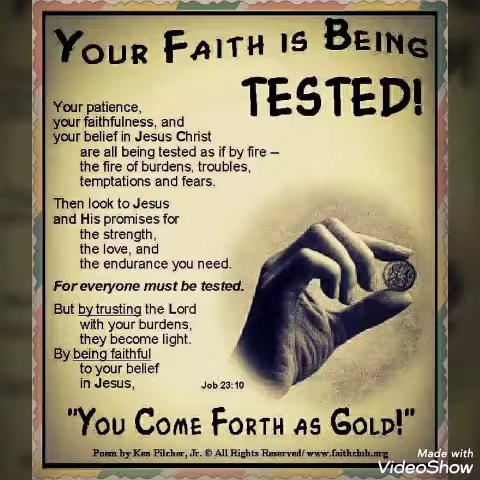 YOUR FAITH IS BEING
TESTED!
Your patience,
your faithfulness, and
your belief in Jesus Christ
are all being tested as if by fire --
the fire of burdens, troubles,
temptations and fears.
Then look to Jesus
and His promises for
the strength,
the love, and
the endurance you need.
For everyone must be tested.
But by trusting the Lord
with your burdens,
they become light.
By being faithful
to your belief
in Jesus,
Job 23:10
"YOU COME FORTH AS GOLD!"
Poem by Ken Pilcher, Jr. © All Rights Reserved/ www.faithclub.org
Made with
VideoShow